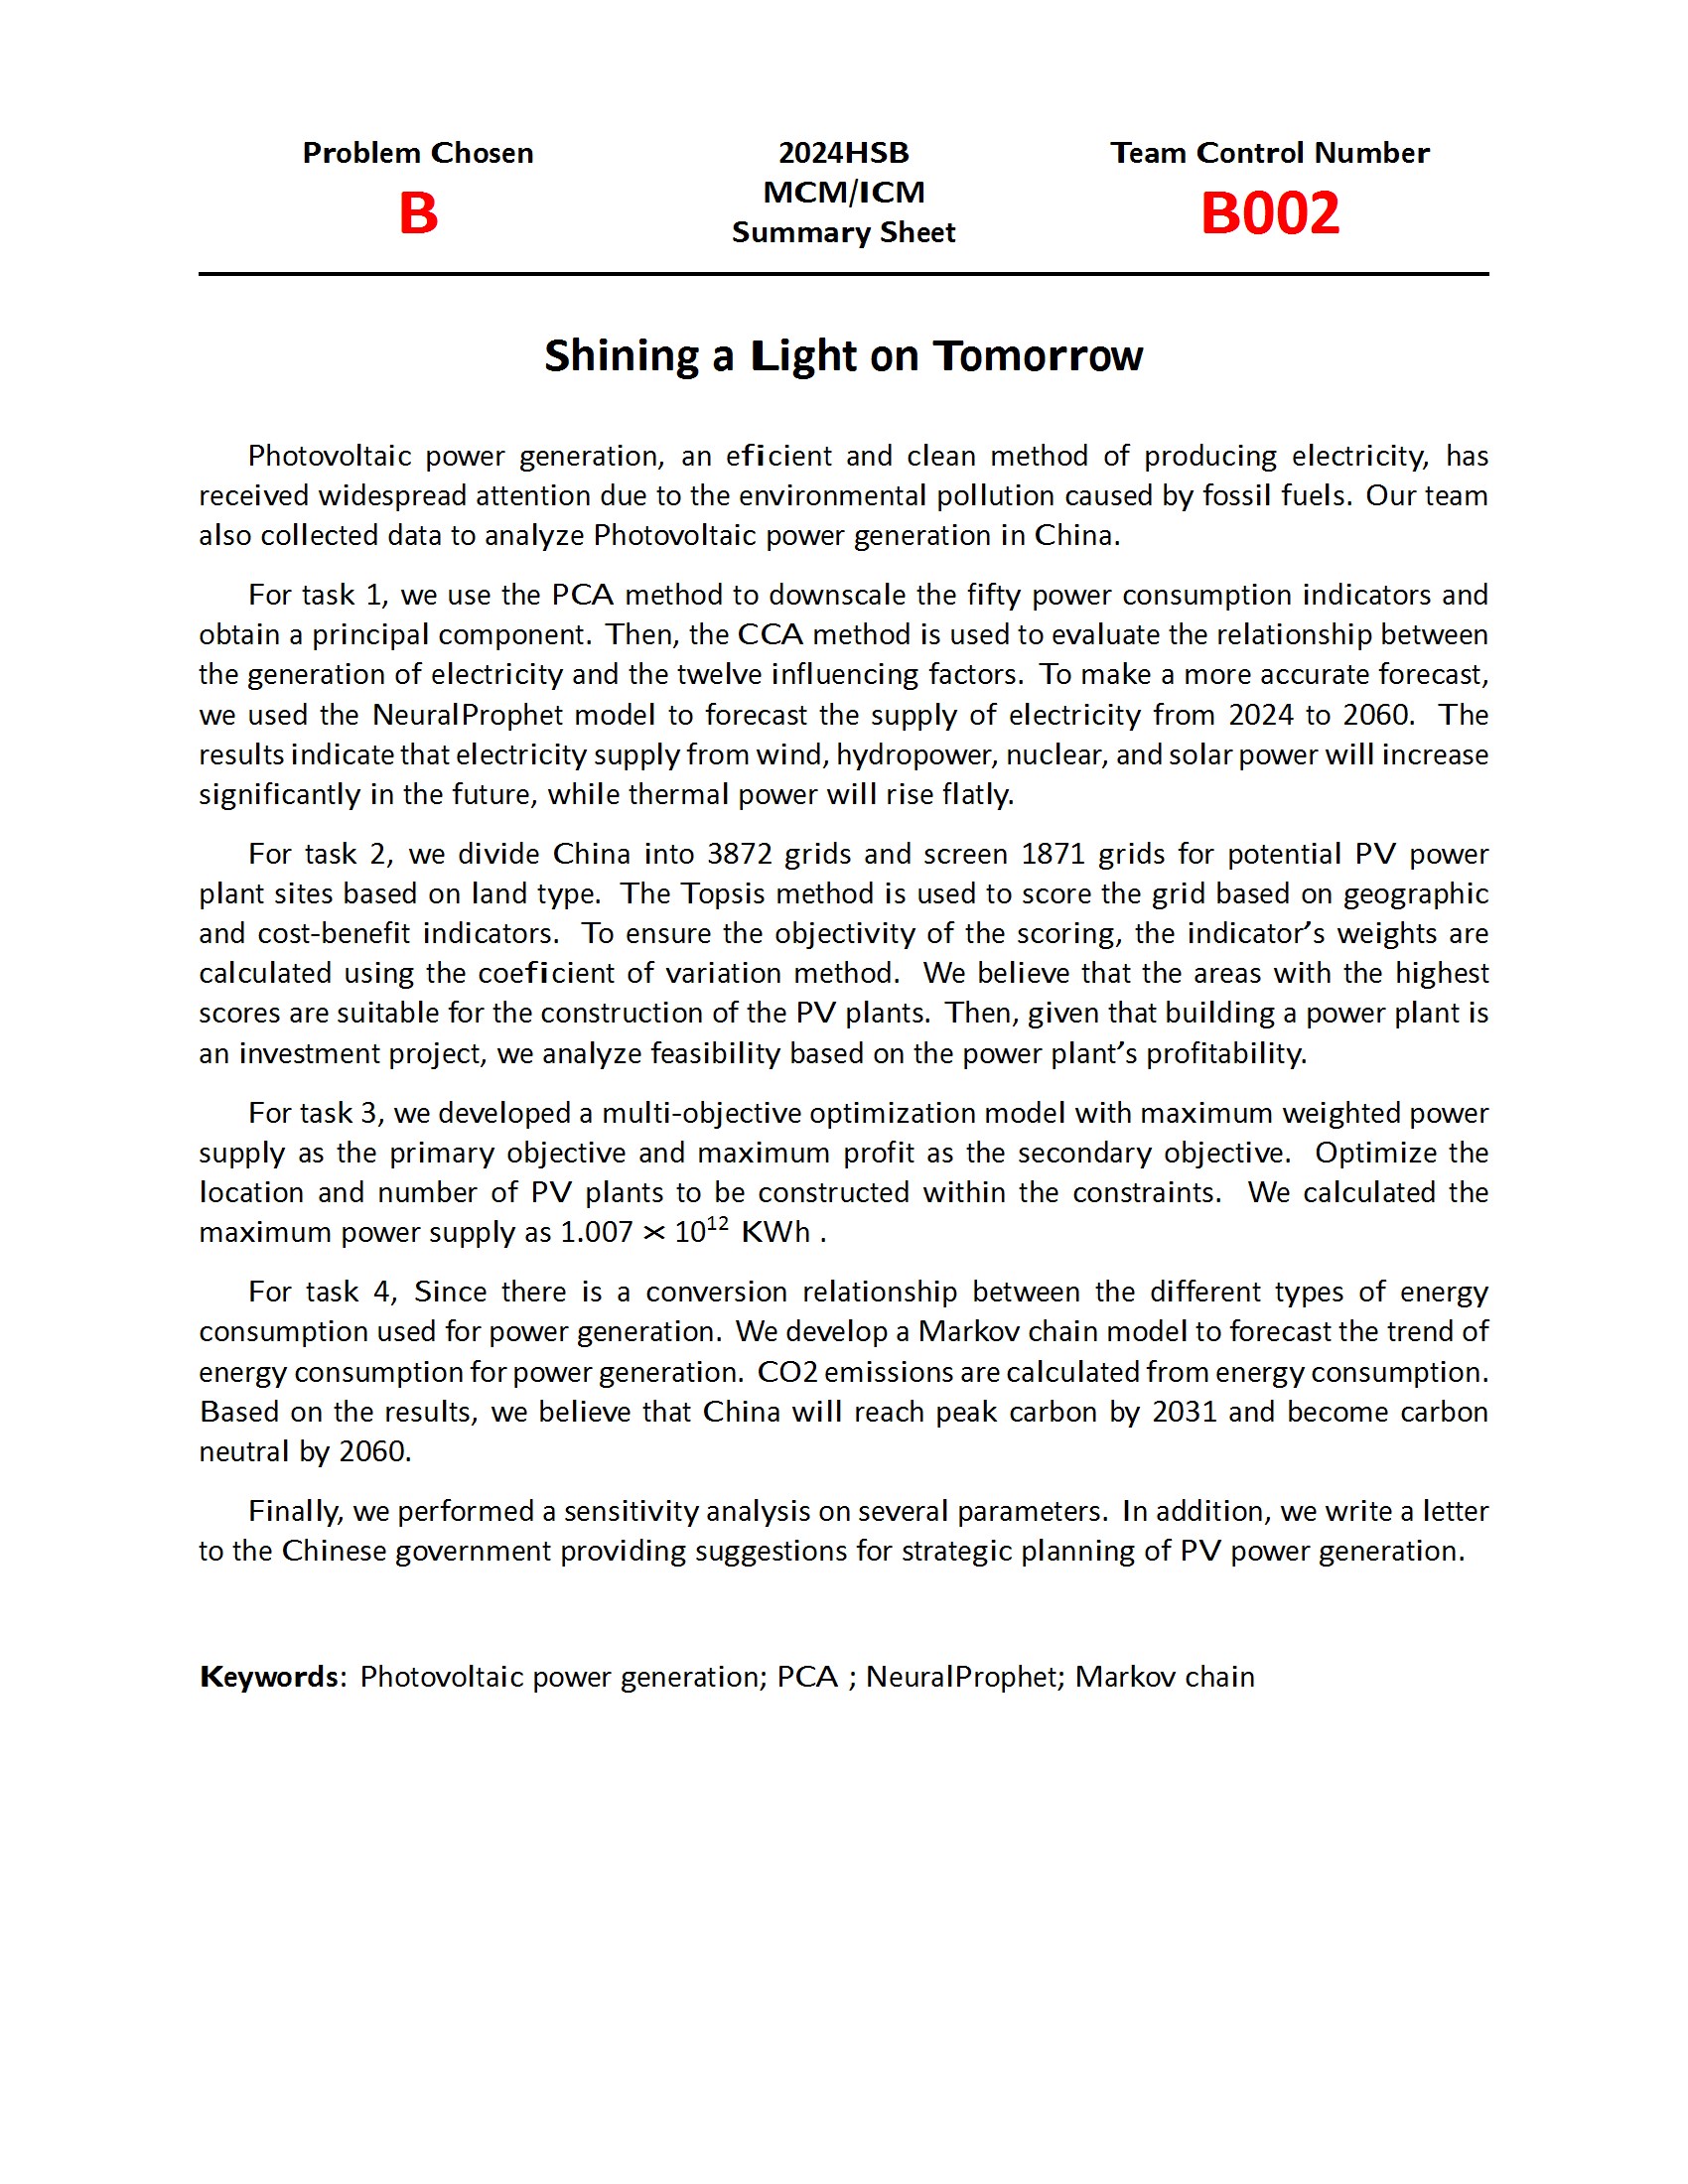 Problem Chosen
B
2024HSB
MCM/ICM
Summary Sheet
Team Control Number
B002
Shining a Light on Tomorrow
Photovoltaic power generation, an eficient and clean method of producing electricity, has
received widespread attention due to the environmental pollution caused by fossil fuels. Our team
also collected data to analyze Photovoltaic power generation in China.
For task 1, we use the PCA method to downscale the fifty power consumption indicators and
obtain a principal component. Then, the CCA method is used to evaluate the relationship between
the generation of electricity and the twelve influencing factors. To make a more accurate forecast,
we used the NeuralProphet model to forecast the supply of electricity from 2024 to 2060. The
results indicate that electricity supply from wind, hydropower, nuclear, and solar power will increase
significantly in the future, while thermal power will rise flatly.
For task 2, we divide China into 3872 grids and screen 1871 grids for potential PV power
plant sites based on land type. The Topsis method is used to score the grid based on geographic
and cost-benefit indicators. To ensure the objectivity of the scoring, the indicator’s weights are
calculated using the coeficient of variation method. We believe that the areas with the highest
scores are suitable for the construction of the PV plants. Then, given that building a power plant is
an investment project, we analyze feasibility based on the power plant’s profitability.
For task 3, we developed a multi-objective optimization model with maximum weighted power
supply as the primary objective and maximum profit as the secondary objective. Optimize the
location and number of PV plants to be constructed within the constraints. We calculated the
maximum power supply as 1.007 × 10¹² KWh .
For task 4, Since there is a conversion relationship between the different types of energy
consumption used for power generation. We develop a Markov chain model to forecast the trend of
energy consumption for power generation. CO2 emissions are calculated from energy consumption.
Based on the results, we believe that China will reach peak carbon by 2031 and become carbon
neutral by 2060.
Finally, we performed a sensitivity analysis on several parameters. In addition, we write a letter
to the Chinese government providing suggestions for strategic planning of PV power generation.
Keywords: Photovoltaic power generation; PCA ; NeuralProphet; Markov chain